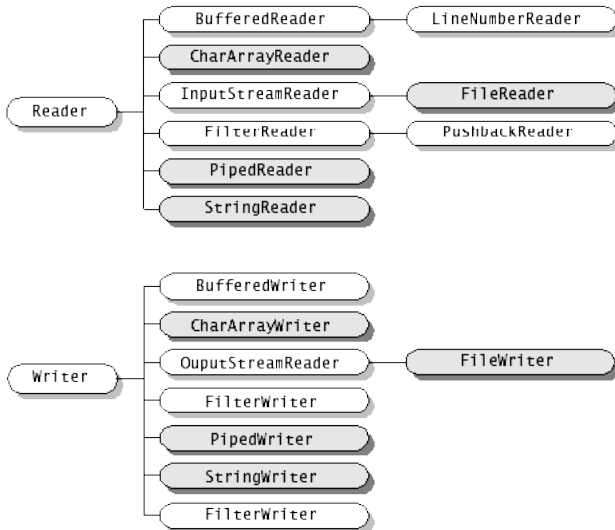 BufferedReader
LineNumberReader
CharArrayReader
InputStreamReader
FileReader
Reader
FilterReader
PushbackReader
PipedReader
StringReader
BufferedWriter
CharArrayWriter
OuputStreamReader
FileWriter
Writer
FilterWriter
PipedWriter
StringWriter
FilterWriter